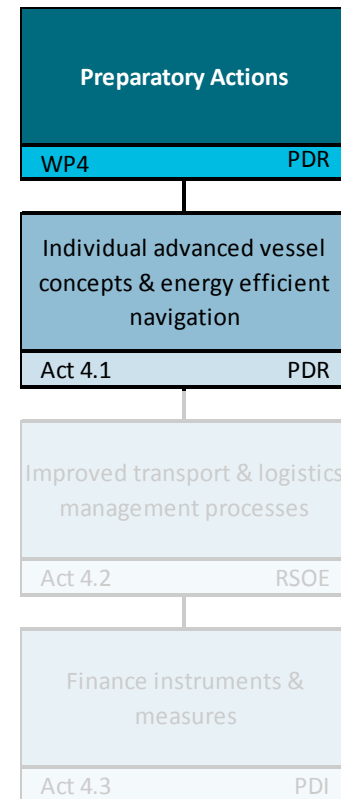 Preparatory Actions
WP4 PDR
Individual advanced vessel
concepts & energy efficient
navigation
Act 4.1 PDR
Improved transport & logistics
management processes
Act 4.2 RSOE
Finance instruments &
measures
Act 4.3 PDI